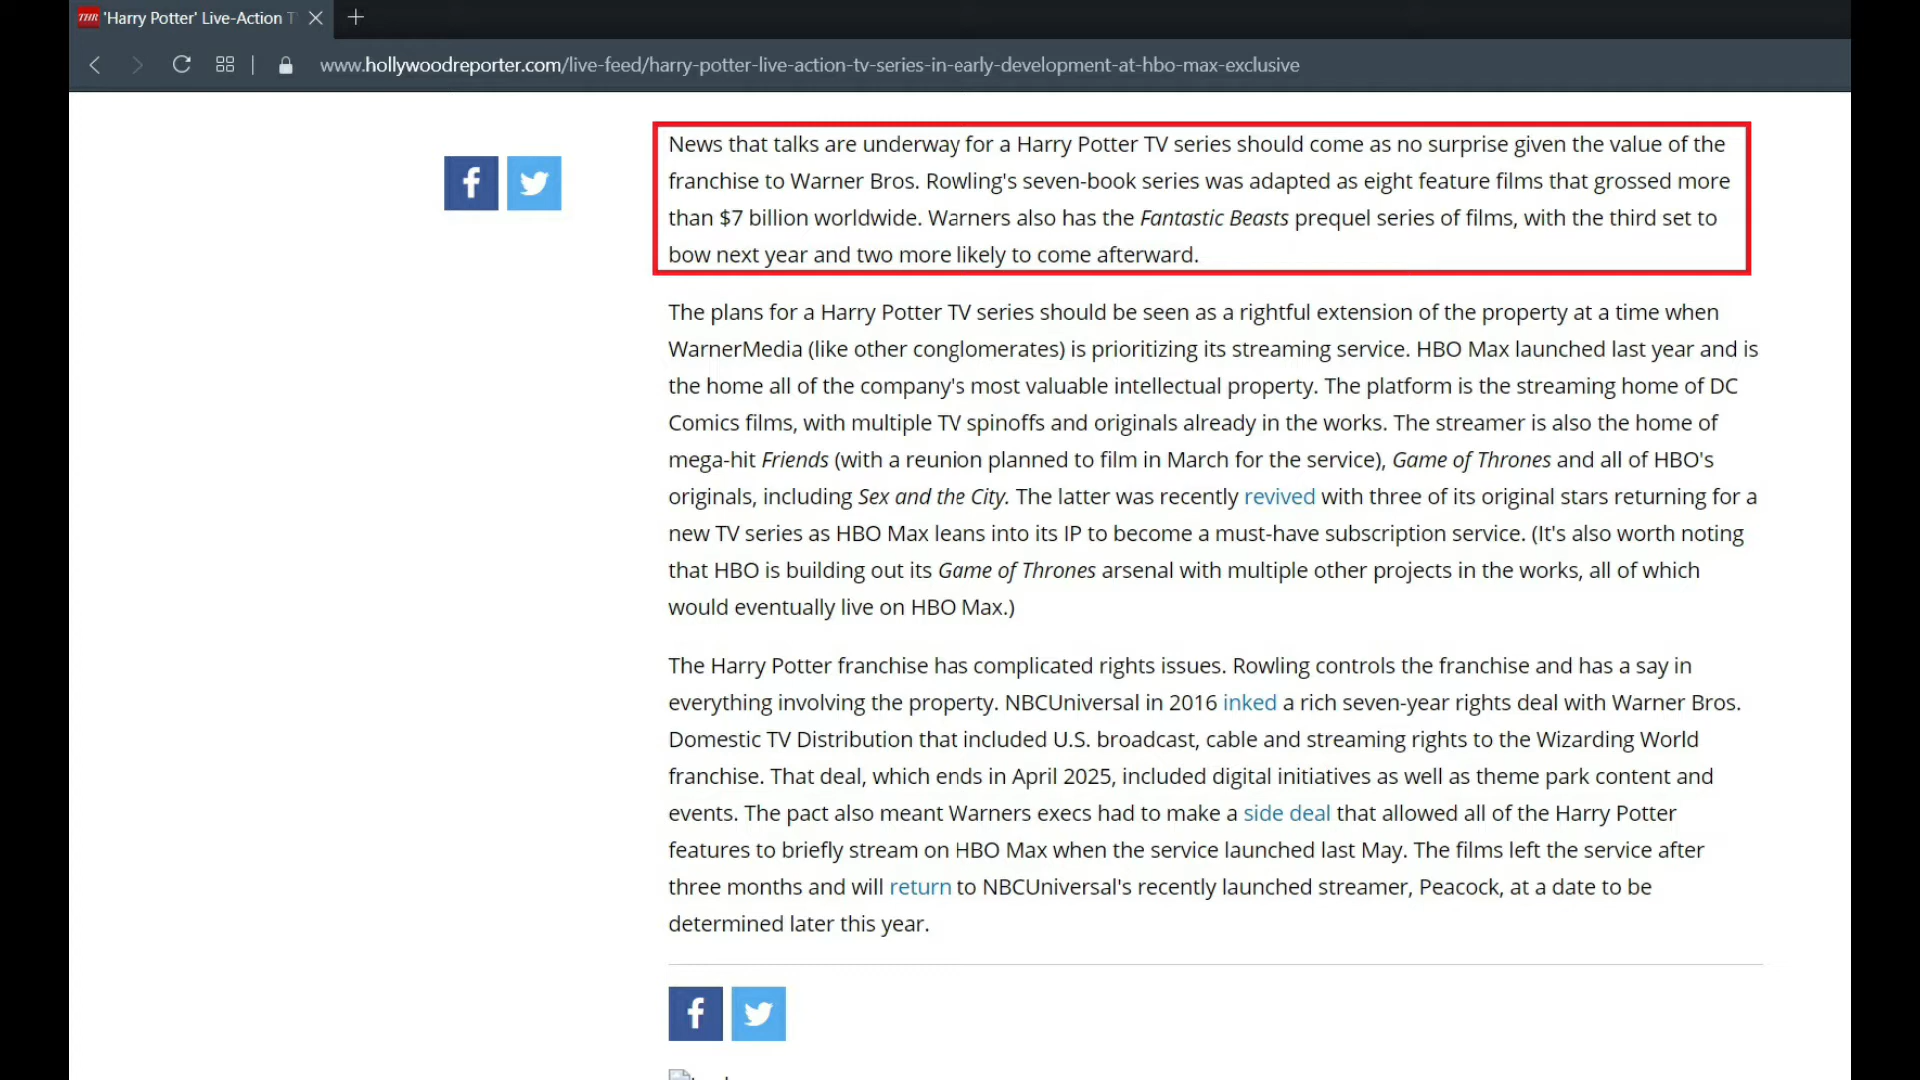 THR 'Harry Potter' Live-Action T
www.hollywoodreporter.com/live-feed/harry-potter-live-action-tv-series-in-early-development-at-hbo-max-exclusive
News that talks are underway for a Harry Potter TV series should come as no surprise given the value of the
franchise to Warner Bros. Rowling's seven-book series was adapted as eight feature films that grossed more
than $7 billion worldwide. Warners also has the Fantastic Beasts prequel series of films, with the third set to
bow next year and two more likely to come afterward.
The plans for a Harry Potter TV series should be seen as a rightful extension of the property at a time when
WarnerMedia (like other conglomerates) is prioritizing its streaming service. HBO Max launched last year and is
the home all of the company's most valuable intellectual property. The platform is the streaming home of DC
Comics films, with multiple TV spinoffs and originals already in the works. The streamer is also the home of
mega-hit Friends (with a reunion planned to film in March for the service), Game of Thrones and all of HBO's
originals, including Sex and the City. The latter was recently revived with three of its original stars returning for a
new TV series as HBO Max leans into its IP to become a must-have subscription service. (It's also worth noting
that HBO is building out its Game of Thrones arsenal with multiple other projects in the works, all of which
would eventually live on HBO Max.)
The Harry Potter franchise has complicated rights issues. Rowling controls the franchise and has a say in
everything involving the property. NBCUniversal in 2016 inked a rich seven-year rights deal with Warner Bros.
Domestic TV Distribution that included U.S. broadcast, cable and streaming rights to the Wizarding World
franchise. That deal, which ends in April 2025, included digital initiatives as well as theme park content and
events. The pact also meant Warners execs had to make a side deal that allowed all of the Harry Potter
features to briefly stream on HBO Max when the service launched last May. The films left the service after
three months and will return to NBCUniversal's recently launched streamer, Peacock, at a date to be
determined later this year.